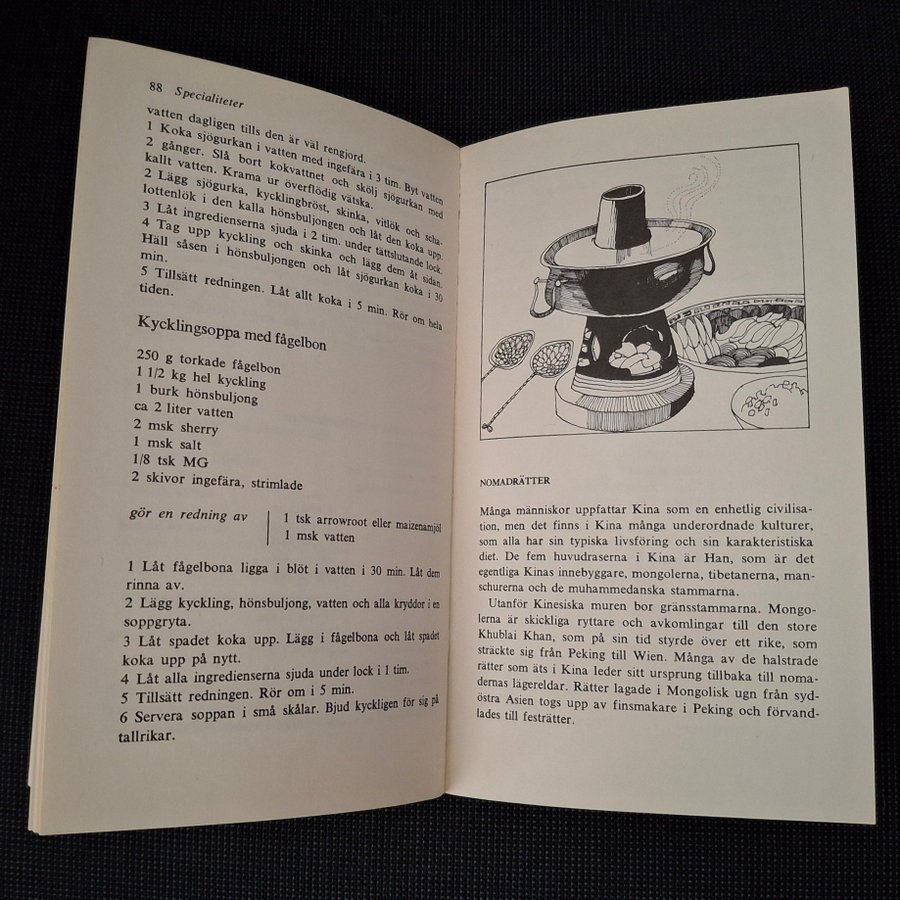 88 Specialiteter
vatten dagligen tills den är väl rengjord.
1 Koka sjögurkan i vatten med ingefära i 3 tim. Byt vatten
2 gånger. Slå bort kokvattnet och skölj sjögurkan med
kallt vatten. Krama ur överflödig vätska.
2 Lägg sjögurka, kycklingbröst, skinka, vitlök och scha-
lottenlök i den kalla hönsbuljongen och låt den koka upp.
3 Låt ingredienserna sjuda i 2 tim. under tättslutande lock.
4 Tag upp kyckling och skinka och lägg dem åt sidan.
Häll såsen i hönsbuljongen och låt sjögurkan koka i 30
min.
5 Tillsätt redningen. Låt allt koka i 5 min. Rör om hela
tiden.
Kycklingsoppa med fågelbon
250 g torkade fågelbon
1 1/2 kg hel kyckling
1 burk hönsbuljong
ca 2 liter vatten
2 msk sherry
1 msk salt
1/8 tsk MG
2 skivor ingefära, strimlade
gör en redning av
1 tsk arrowroot eller maizenamjöl
1 msk vatten
1 Låt fågelbona ligga i blöt i vatten i 30 min. Låt dem
rinna av.
2 Lägg kyckling, hönsbuljong, vatten och alla kryddor i en
soppgryta.
3 Låt spadet koka upp. Lägg i fågelbona och låt spadet
koka upp på nytt.
4 Låt alla ingredienserna sjuda under lock i 1 tim.
5 Tillsätt redningen. Rör om i 5 min.
6 Servera soppan i små skålar. Bjud kyckligen för sig på
tallrikar.
NOMADRÄTTER
Många människor uppfattar Kina som en enhetlig civilisa-
tion, men det finns i Kina många underordnade kulturer,
som alla har sin typiska livsföring och sin karakteristiska
diet. De fem huvudraserna i Kina är Han, som är det
egentliga Kinas innebyggare, mongolerna, tibetanerna, man-
schurerna och de muhammedanska stammarna.
Utanför Kinesiska muren bor gränsstammarna. Mongo-
lerna är skickliga ryttare och avkomlingar till den store
Khublai Khan, som på sin tid styrde över ett rike, som
sträckte sig från Peking till Wien. Många av de halstrade
rätter som äts i Kina leder sitt ursprung tillbaka till noma-
dernas lägereldar. Rätter lagade i Mongolisk ugn från syd-
östra Asien togs upp av finsmakare i Peking och förvand-
lades till festrätter.